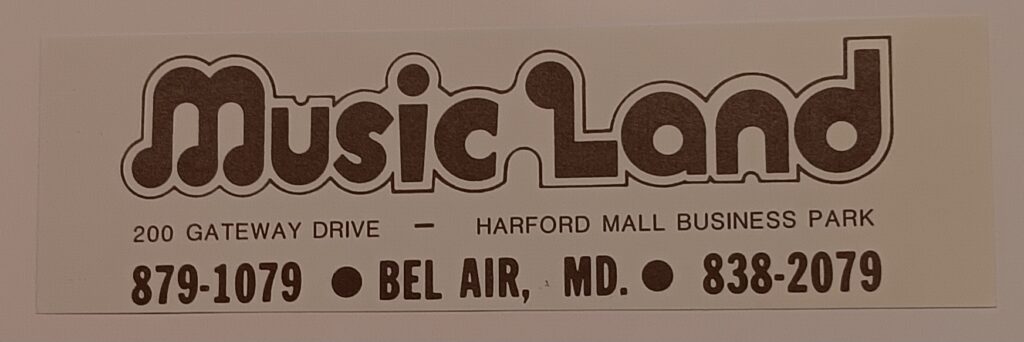 Music Land
200 GATEWAY DRIVE — HARFORD MALL BUSINESS PARK
879-1079 ● BEL AIR, MD. ● 838-2079